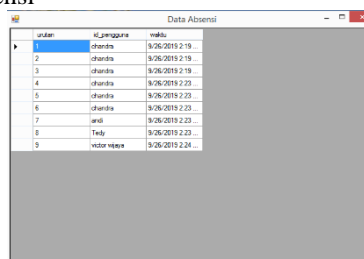 Data Absensi
urutan id_pengguna waktu
1 chandra 9/26/2019 2:19 ...
2 chandra 9/26/2019 2:19 ...
3 chandra 9/26/2019 2:19 ...
4 chandra 9/26/2019 2:23 ...
5 chandra 9/26/2019 2:23 ...
6 chandra 9/26/2019 2:23 ...
7 andi 9/26/2019 2:23 ...
8 Tedy 9/26/2019 2:23 ...
9 victor wijaya 9/26/2019 2:24 ...